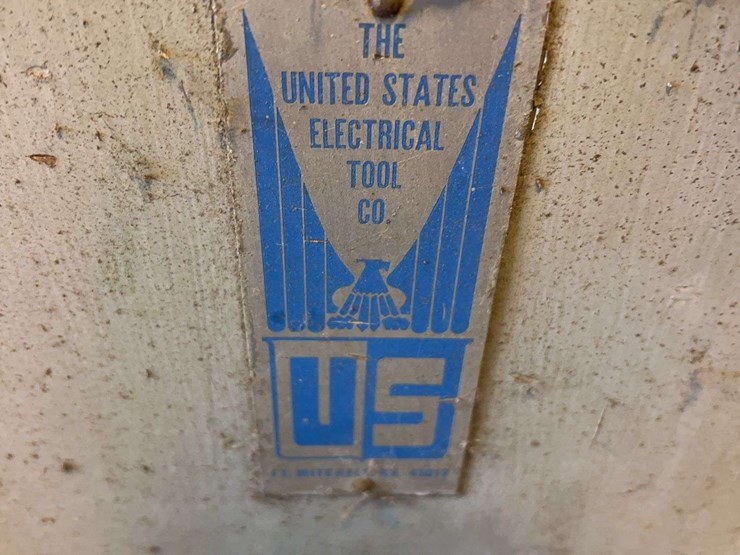 THE
UNITED STATES
ELECTRICAL
TOOL
CO.
US